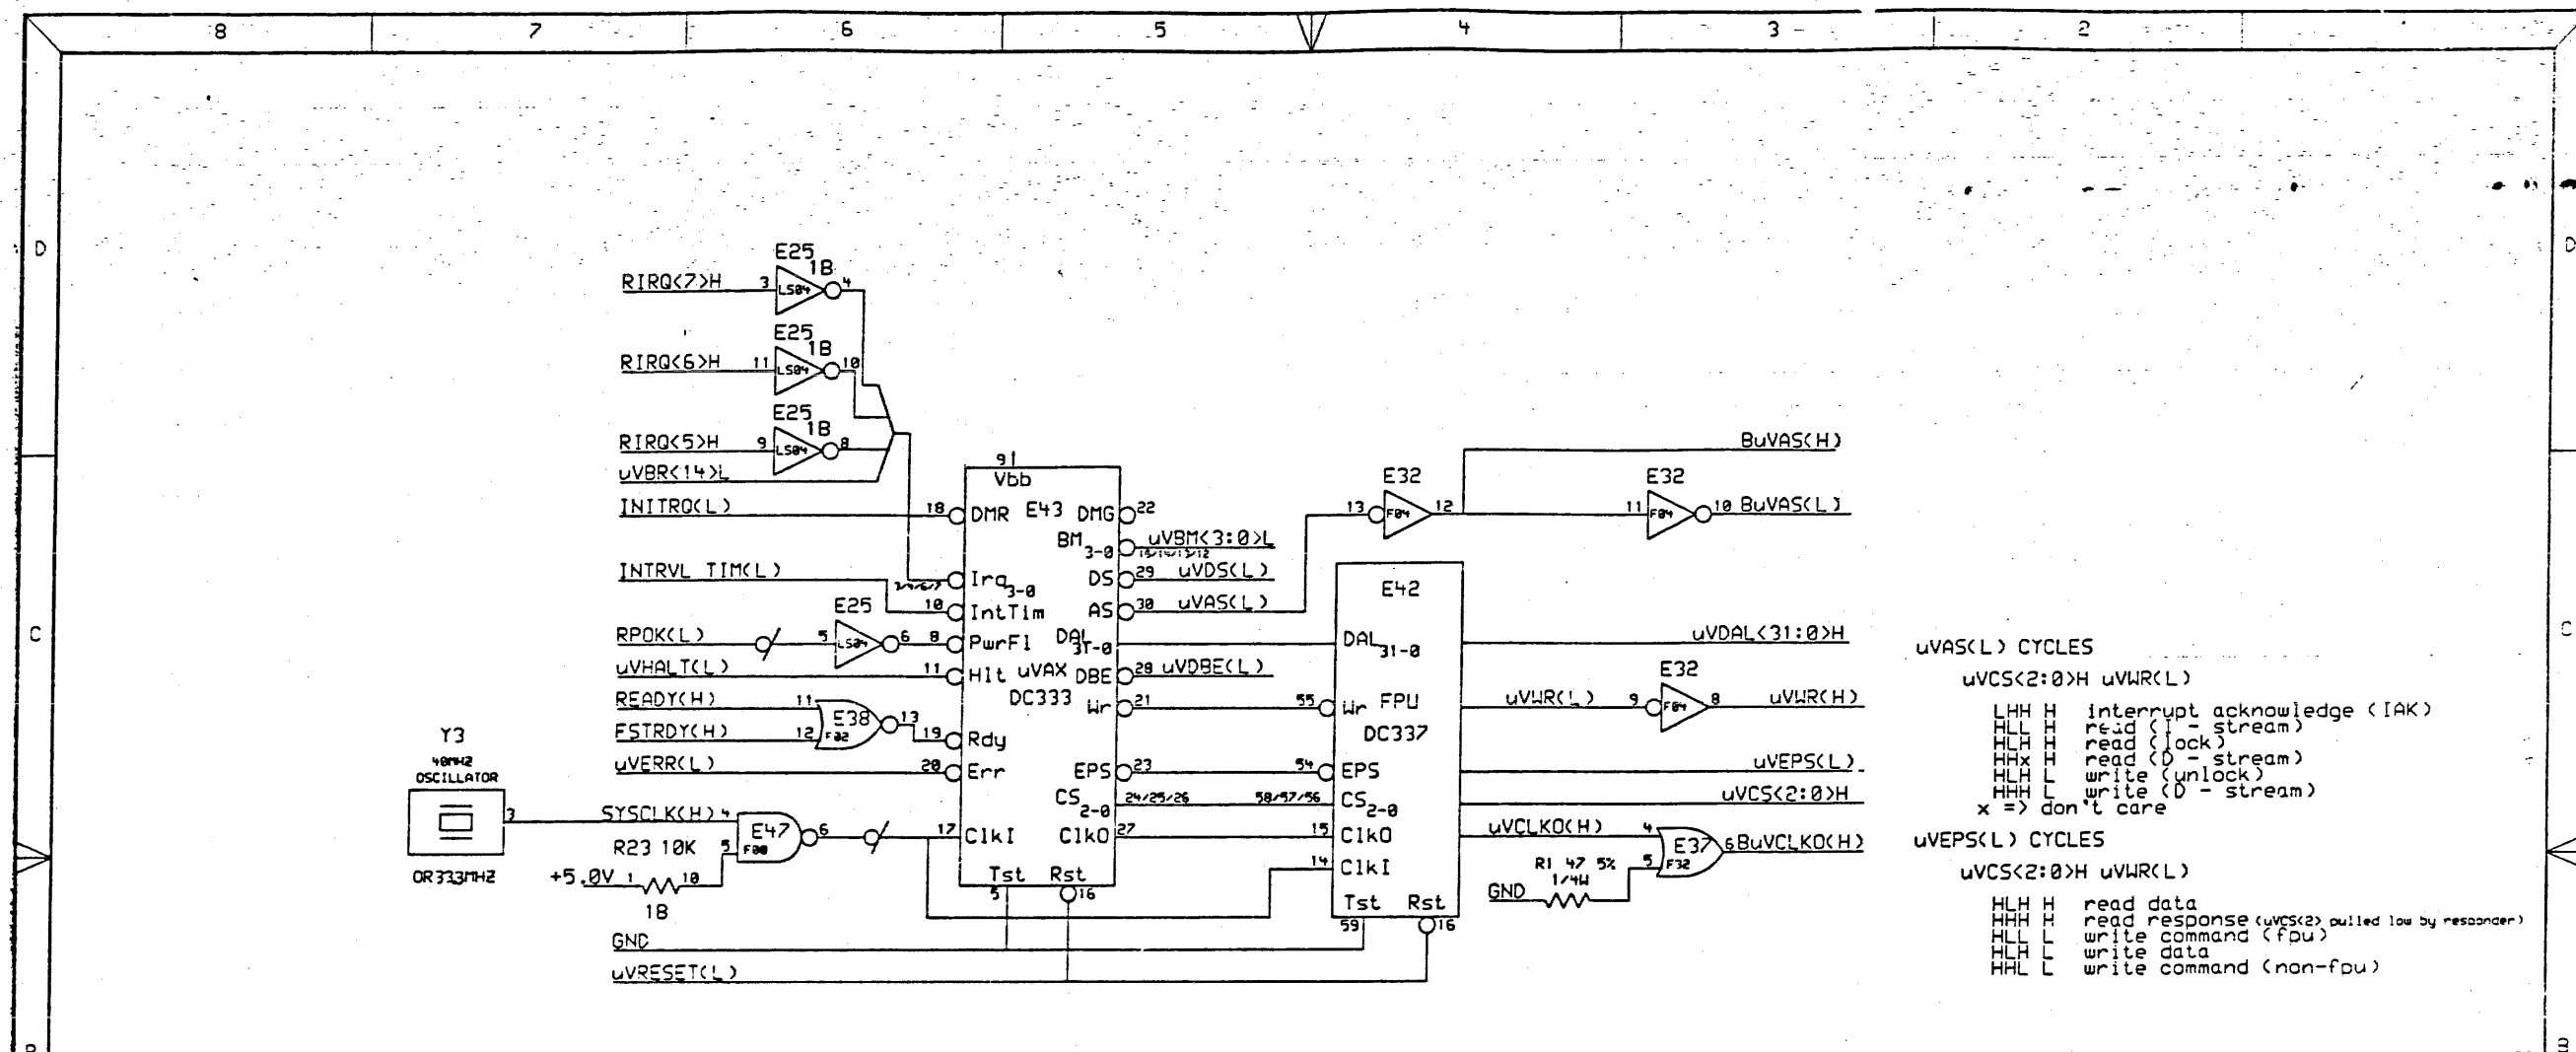 8 7 6 5 4 3 2
D D
E25
1B
RIRQ<7>H 3 LS04 4
E25
1B
RIRQ<6>H 11 LS04 10
E25
1B
RIRQ<5>H 9 LS04 8
uVBR<14>L
BuVAS(H)
9
Vbb
E32 E32
INITRQ(L) 18 DMR E43 DMG 22
13 F04 12 11 F04 10 BuVAS(L)
BM3-0 uVBM<3:0>L
15/14/13/12
INTRVL TIM(L) Irq3-0 DS 29 uVDS(L)
E42
10 IntTim AS 30 uVAS(L)
E25
C C
RPOK(L) 5 LS04 6 8 PwrFl DAL31-0 DAL31-0 uVDAL<31:0>H
uVHALT(L) 11 Hlt uVAX DBE 28 uVDBE(L)
E32
READY(H) 11 DC333 Wr 21 55 Wr FPU uVWR(L) 9 F04 8 uVWR(H)
E38
F02 13
FSTRDY(H) 12 19 Rdy DC337
Y3
40MHZ
OSCILLATOR
uVERR(L) 20 Err EPS 23 54 EPS uVEPS(L)
CS2-0 24/25/26 58/57/56 CS2-0 uVCS<2:0>H
3 SYSCLK(H) 4 E47 6 17 ClkI ClkO 27 15 ClkO uVCLKO(H) 4 E37 6 BuVCLKO(H)
R23 10K 5 F00
14 ClkI R1 47 5% 5 F32
1/4W
OR333MHZ +5.0V 1 10
1B
Tst Rst
5 16
GND
Tst Rst
59 16
GND
uVRESET(L)
uVAS(L) CYCLES
uVCS<2:0>H uVWR(L)
LHH H interrupt acknowledge (IAK)
HLL H read (I - stream)
HLH H read (lock)
HHx H read (D - stream)
HLH L write (unlock)
HHH L write (D - stream)
x => don't care
uVEPS(L) CYCLES
uVCS<2:0>H uVWR(L)
HLH H read data
HHH H read response (uVCS<2> pulled low by responder)
HLL L write command (fpu)
HLH L write data
HHL L write command (non-fpu)